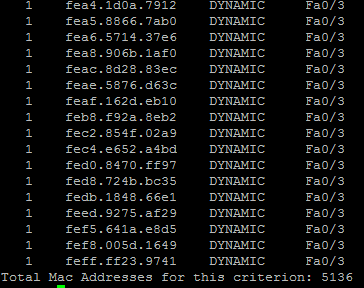 1 fea4.1d0a.7912 DYNAMIC Fa0/3
1 fea5.8866.7ab0 DYNAMIC Fa0/3
1 fea6.5714.37e6 DYNAMIC Fa0/3
1 fea8.906b.1af0 DYNAMIC Fa0/3
1 feac.8d28.83ec DYNAMIC Fa0/3
1 feae.5876.d63c DYNAMIC Fa0/3
1 feaf.162d.eb10 DYNAMIC Fa0/3
1 feb8.f92a.8eb2 DYNAMIC Fa0/3
1 fec2.854f.02a9 DYNAMIC Fa0/3
1 fec4.e652.a4bd DYNAMIC Fa0/3
1 fed0.8470.ff97 DYNAMIC Fa0/3
1 fed8.724b.bc35 DYNAMIC Fa0/3
1 fedb.1848.66e1 DYNAMIC Fa0/3
1 feed.9275.af29 DYNAMIC Fa0/3
1 fef5.641a.e8d5 DYNAMIC Fa0/3
1 fef8.005d.1649 DYNAMIC Fa0/3
1 feff.ff23.9741 DYNAMIC Fa0/3
Total Mac Addresses for this criterion: 5136